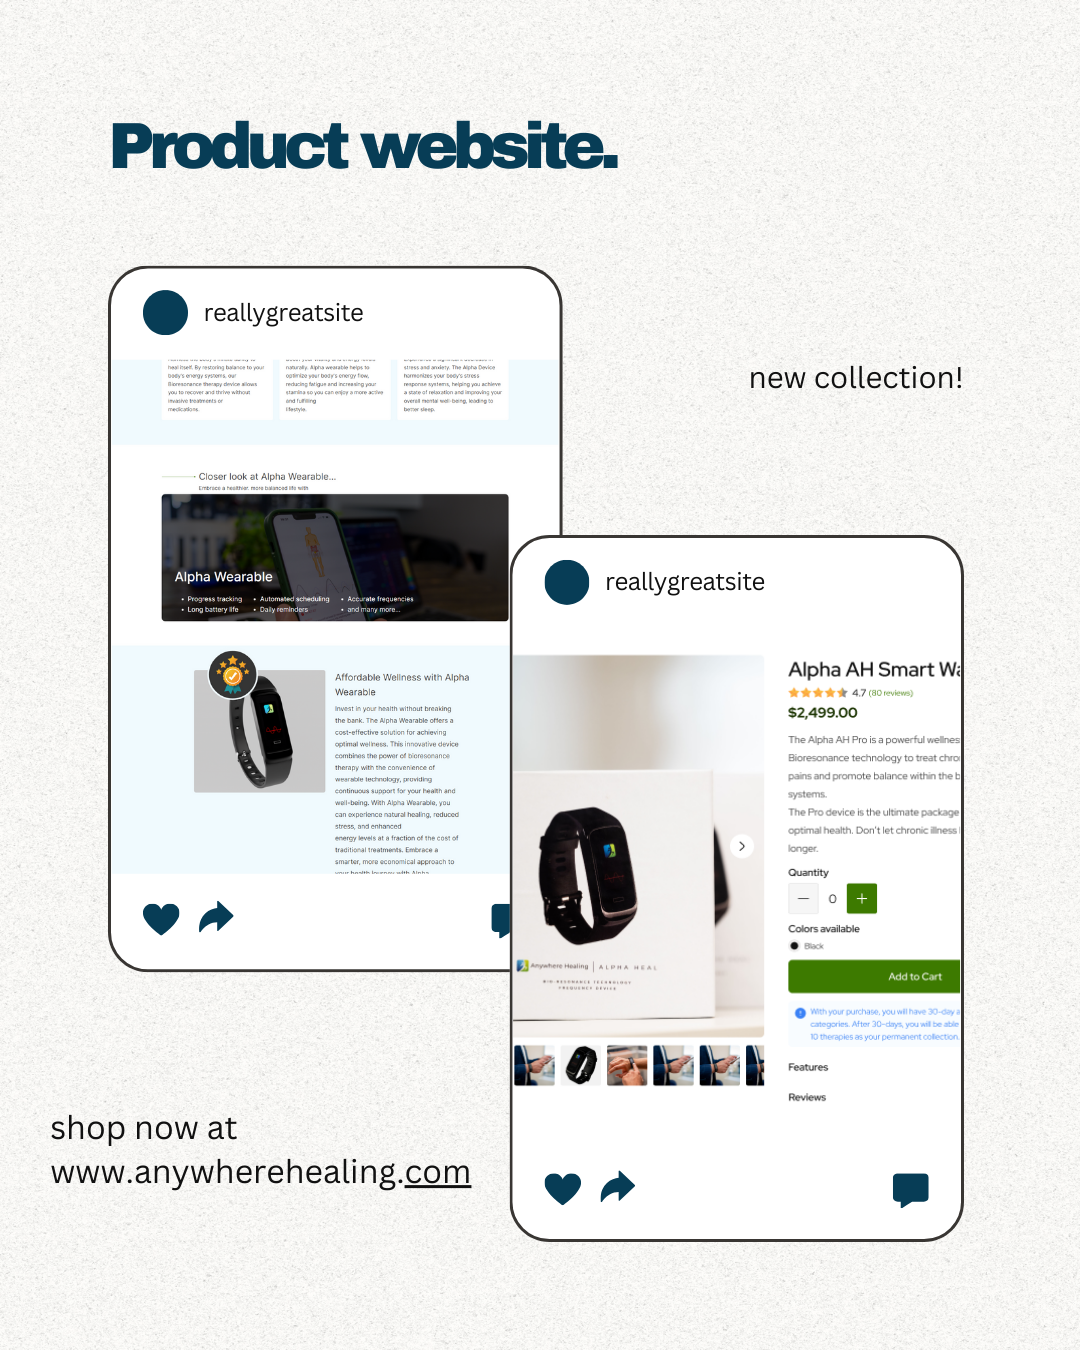 Product website.
reallygreatsite
heal itself. By restoring balance to your
body's energy systems, our
Bioresonance therapy device allows
you to recover and thrive without
invasive treatments or
medications.
naturally. Alpha wearable helps to
optimize your body's energy flow,
reducing fatigue and increasing your
stamina so you can enjoy a more active
and fulfilling
lifestyle.
stress and anxiety. The Alpha Device
harmonizes your body's stress
response systems, helping you achieve
a state of relaxation and improving your
overall mental well-being, leading to
better sleep.
new collection!
Closer look at Alpha Wearable...
Embrace a healthier, more balanced life with
Alpha Wearable
• Progress tracking
• Long battery life
• Automated scheduling
• Daily reminders
• Accurate frequencies
• and many more...
Affordable Wellness with Alpha
Wearable
Invest in your health without breaking
the bank. The Alpha Wearable offers a
cost-effective solution for achieving
optimal wellness. This innovative device
combines the power of bioresonance
therapy with the convenience of
wearable technology, providing
continuous support for your health and
well-being. With Alpha Wearable, you
can experience natural healing, reduced
stress, and enhanced
energy levels at a fraction of the cost of
traditional treatments. Embrace a
smarter, more economical approach to
your health journey with Alpha
reallygreatsite
Alpha AH Smart Wa
4.7 (80 reviews)
$2,499.00
The Alpha AH Pro is a powerful wellness
Bioresonance technology to treat chro
pains and promote balance within the b
systems.
The Pro device is the ultimate package
optimal health. Don't let chronic illness
longer.
Quantity
0
Colors available
Black
Add to Cart
With your purchase, you will have 30-day a
categories. After 30-days, you will be able
10 therapies as your permanent collection.
Features
Reviews
Anywhere Healing | ALPHA HEAL
BIO-RESONANCE TECHNOLOGY
FREQUENCY DEVICE
shop now at
www.anywherehealing.com